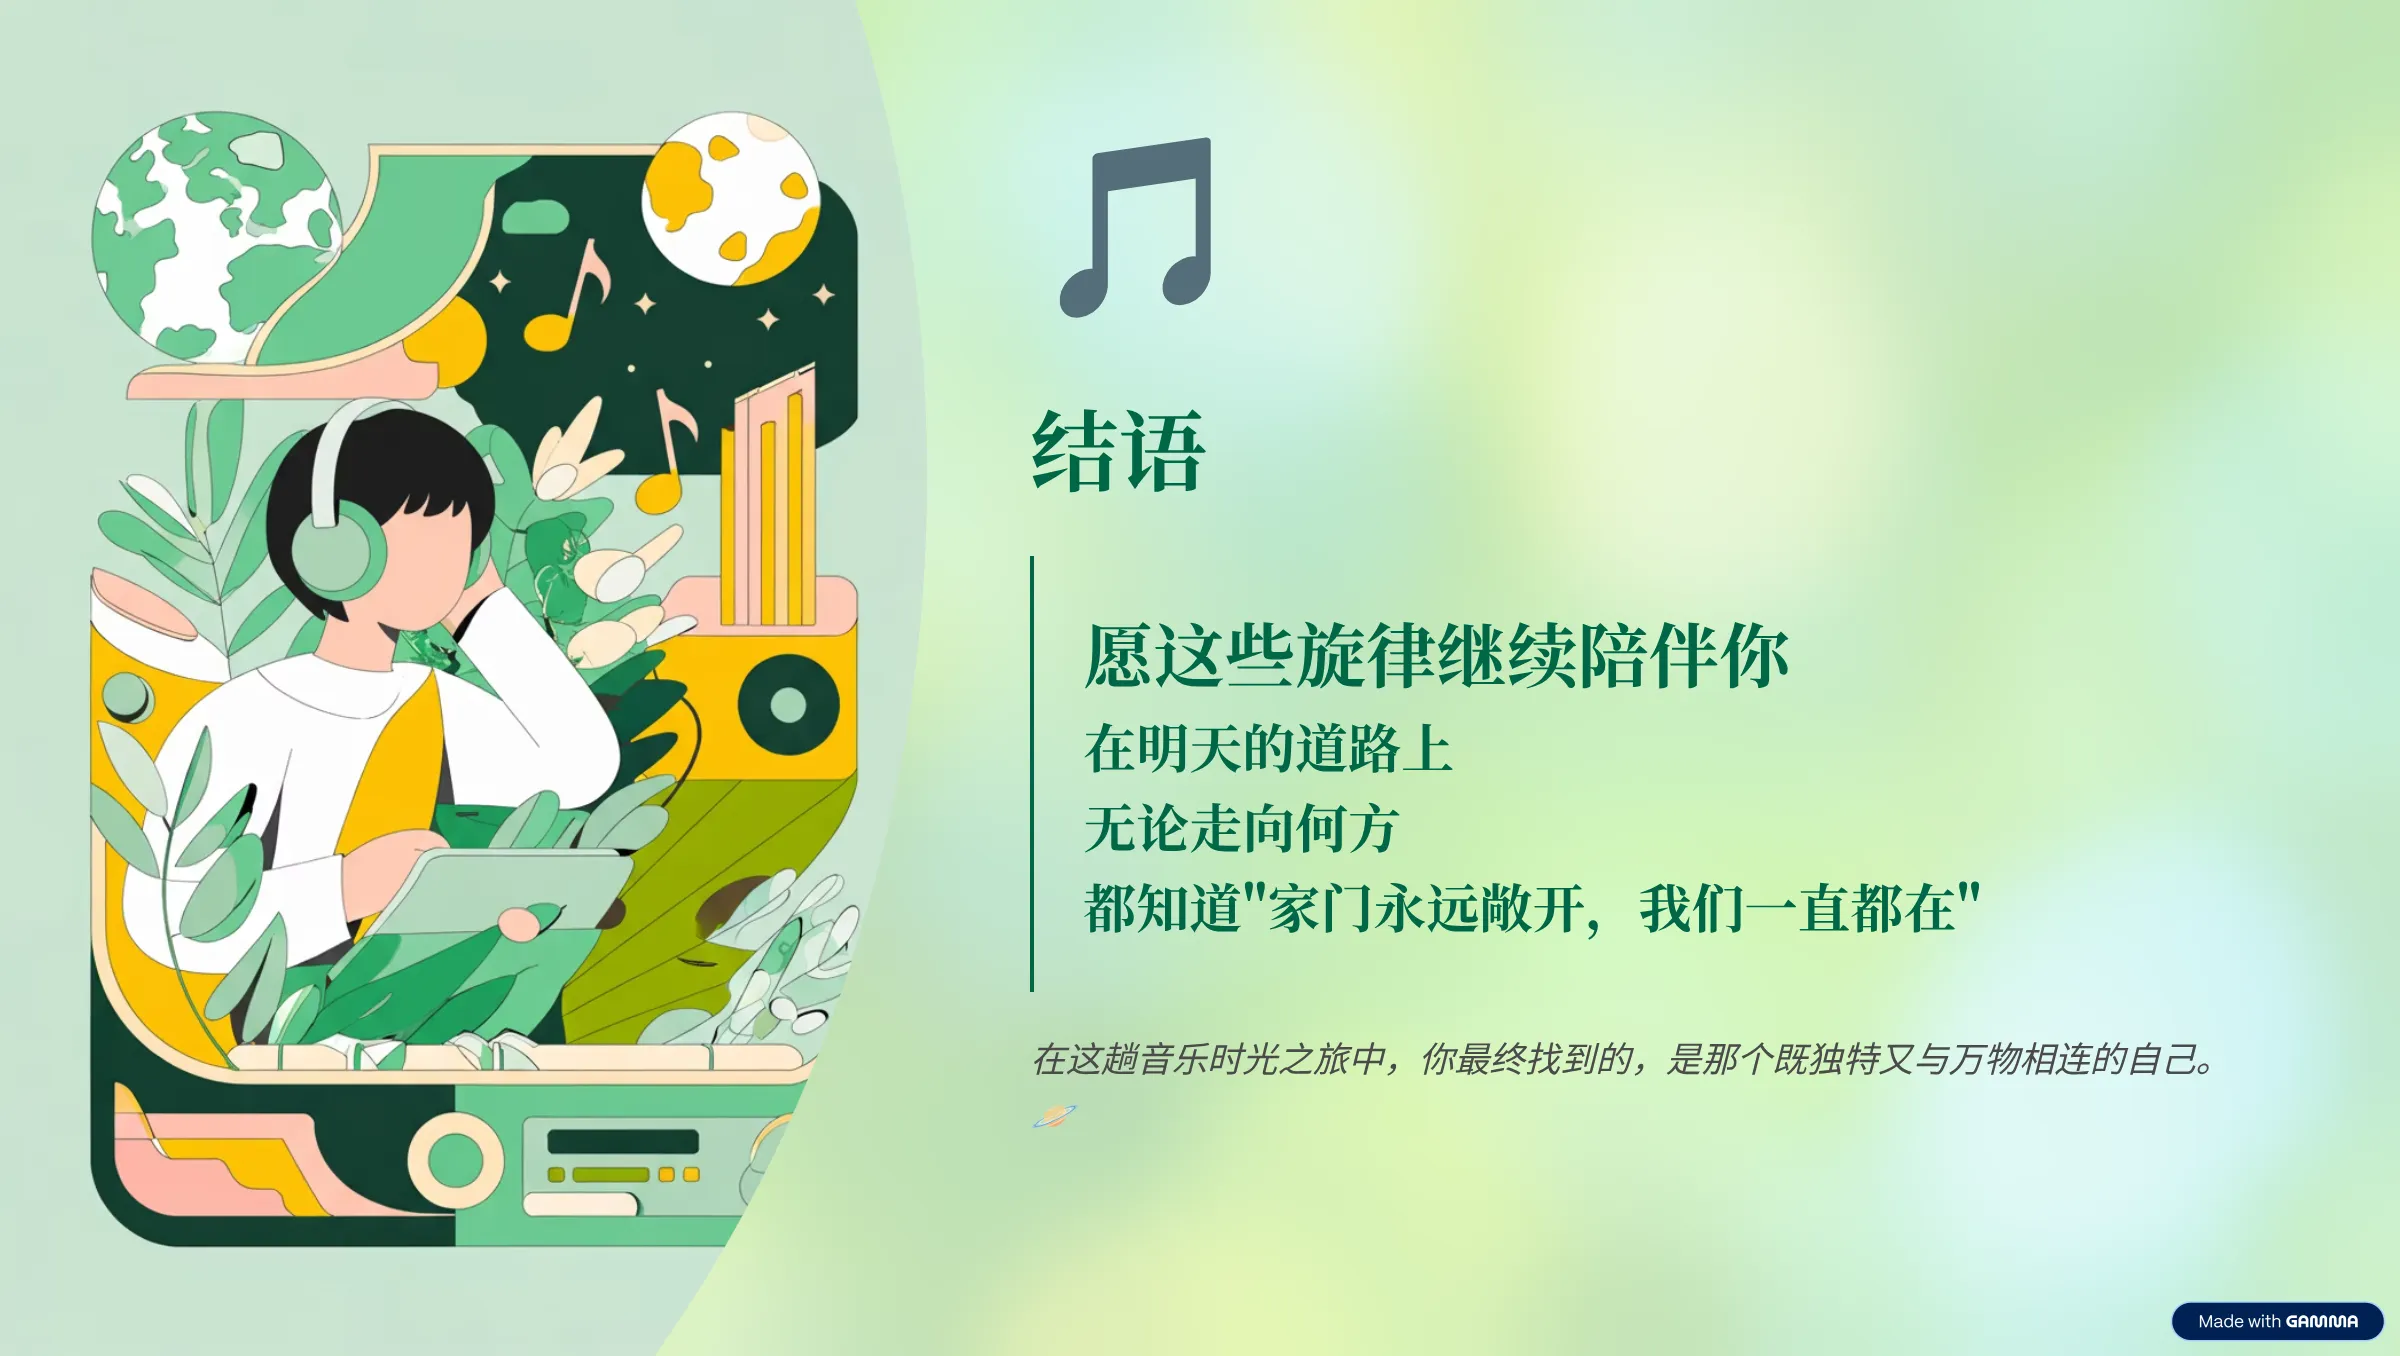 结语
愿这些旋律继续陪伴你
在明天的道路上
无论走向何方
都知道"家门永远敞开，我们一直都在"
在这趟音乐时光之旅中，你最终找到的，是那个既独特又与万物相连的自己。
🪐
Made with GAMMA